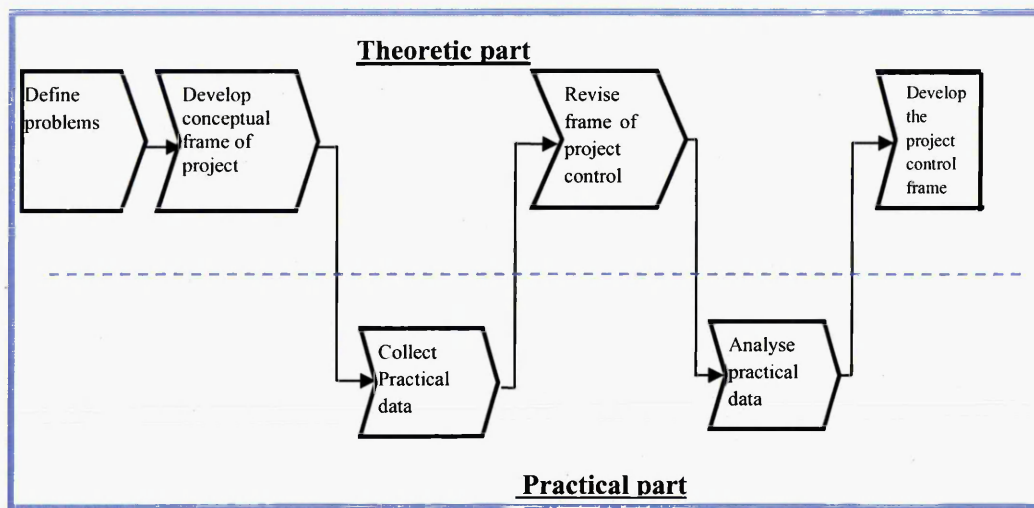 Theoretic part
Define
problems
Develop
conceptual
frame of
project
Collect
Practical
data
Revise
frame of
project
control
Analyse
practical
data
Develop
the
project
control
frame
Practical part